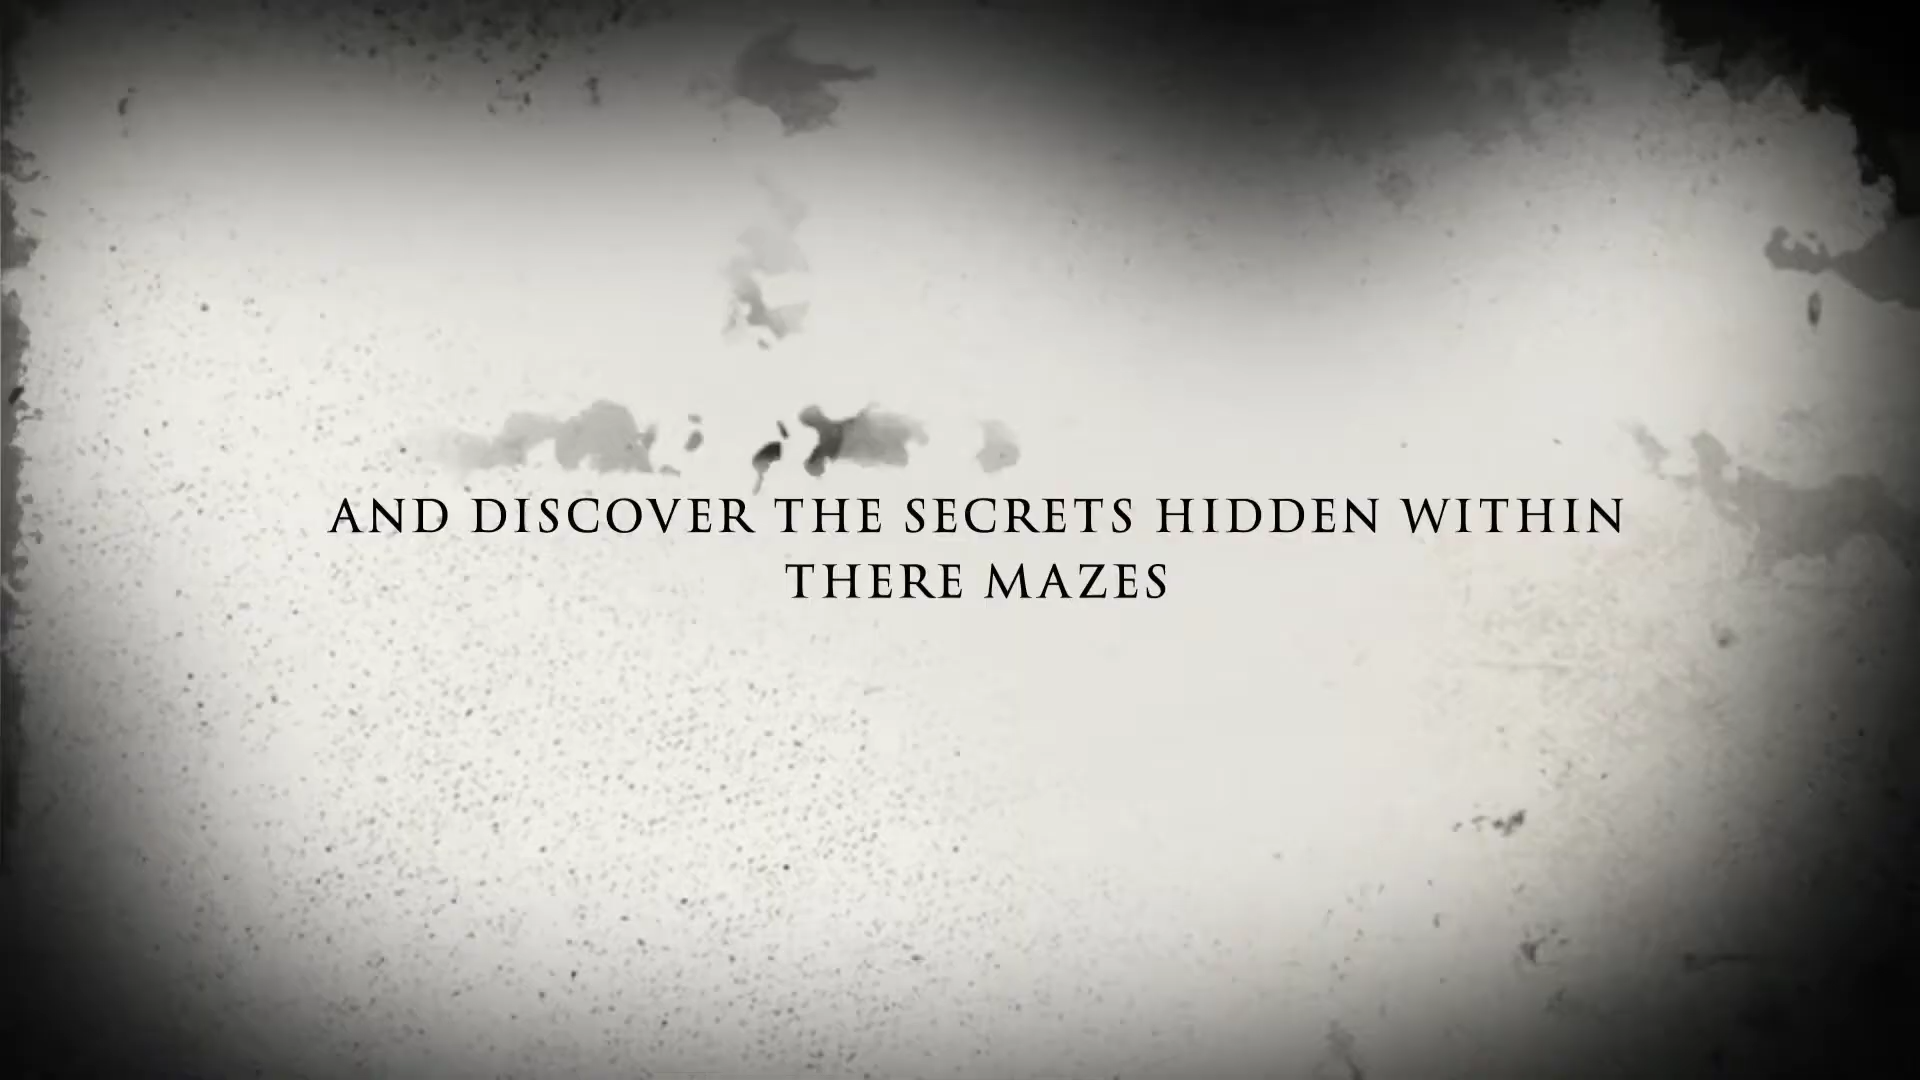 AND DISCOVER THE SECRETS HIDDEN WITHIN
THERE MAZES